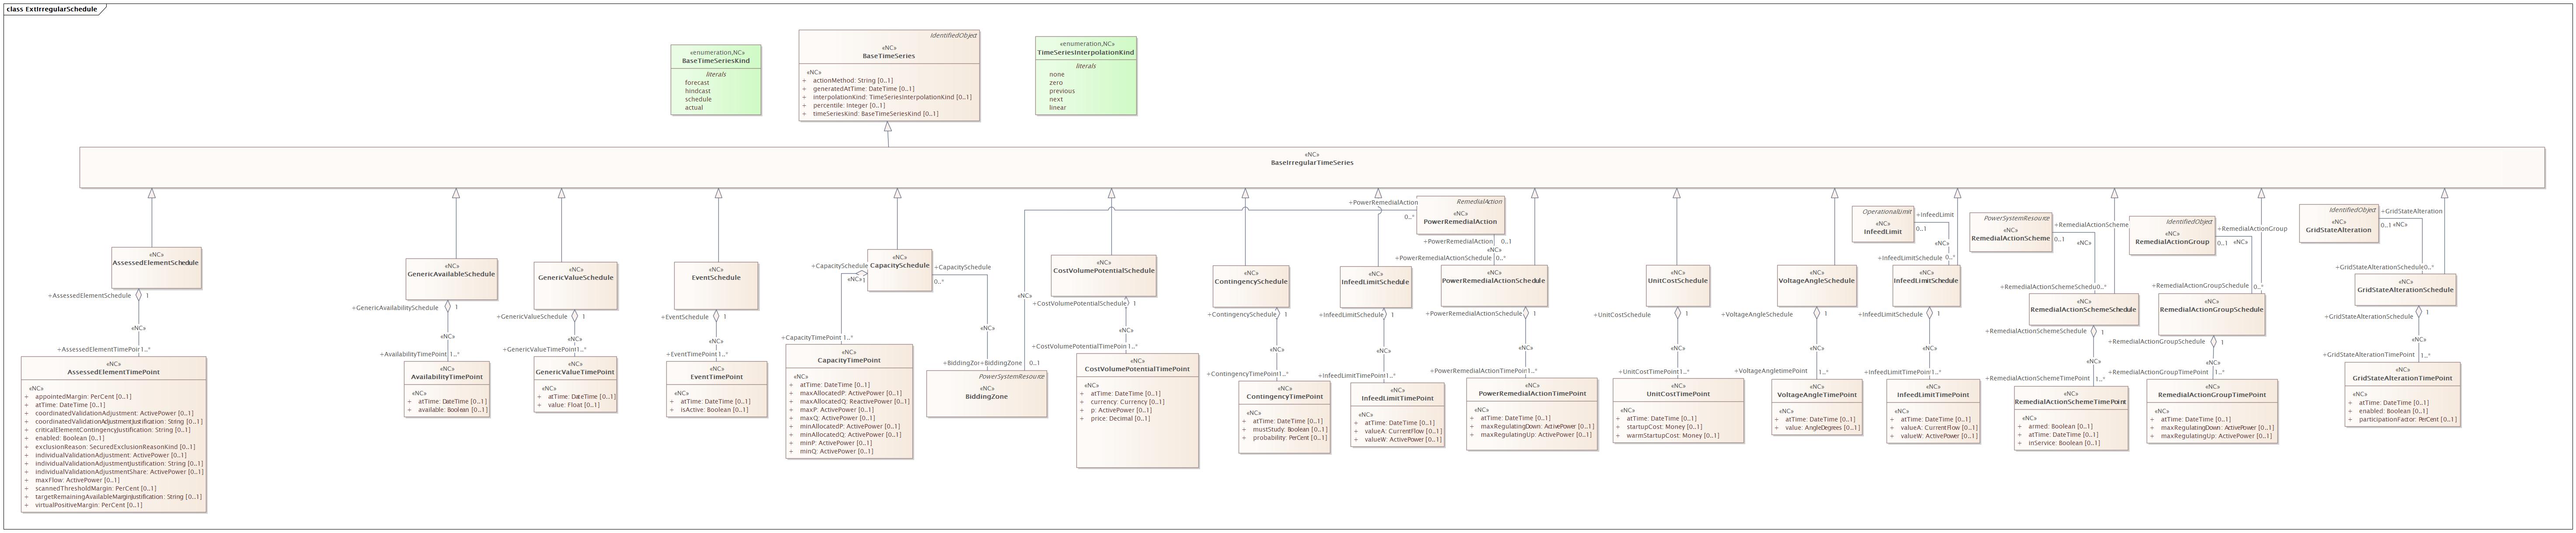 class ExtIrregularSchedule
«enumeration,NC»
BaseTimeSeriesKind
literals
forecast
hindcast
schedule
actual
IdentifiedObject
«NC»
BaseTimeSeries
«NC»
+ actionMethod: String [0..1]
+ generatedAtTime: DateTime [0..1]
+ interpolationKind: TimeSeriesInterpolationKind [0..1]
+ percentile: Integer [0..1]
+ timeSeriesKind: BaseTimeSeriesKind [0..1]
«enumeration,NC»
TimeSeriesInterpolationKind
literals
none
zero
previous
next
linear
«NC»
BaseIrregularTimeSeries
«NC»
AssessedElementSchedule
+AssessedElementSchedule 1
«NC»
+AssessedElementTimePoint 1..*
«NC»
AssessedElementTimePoint
«NC»
+ appointedMargin: PerCent [0..1]
+ atTime: DateTime [0..1]
+ coordinatedValidationAdjustment: ActivePower [0..1]
+ coordinatedValidationAdjustmentJustification: String [0..1]
+ criticalElementContingencyJustification: String [0..1]
+ enabled: Boolean [0..1]
+ exclusionReason: SecuredExclusionReasonKind [0..1]
+ individualValidationAdjustment: ActivePower [0..1]
+ individualValidationAdjustmentJustification: String [0..1]
+ individualValidationAdjustmentShare: ActivePower [0..1]
+ maxFlow: ActivePower [0..1]
+ scannedThresholdMargin: PerCent [0..1]
+ targetRemainingAvailableMarginJustification: String [0..1]
+ virtualPositiveMargin: PerCent [0..1]
«NC»
GenericAvailableSchedule
+GenericAvailabilitySchedule 1
«NC»
+AvailabilityTimePoint 1..*
«NC»
AvailabilityTimePoint
«NC»
+ atTime: DateTime [0..1]
+ available: Boolean [0..1]
«NC»
GenericValueSchedule
+GenericValueSchedule 1
«NC»
+GenericValueTimePoint 1..*
«NC»
GenericValueTimePoint
«NC»
+ atTime: DateTime [0..1]
+ value: Float [0..1]
«NC»
EventSchedule
+EventSchedule 1
«NC»
+EventTimePoint 1..*
«NC»
EventTimePoint
«NC»
+ atTime: DateTime [0..1]
+ isActive: Boolean [0..1]
«NC»
CapacitySchedule
+CapacitySchedule
«NC» 1
+CapacitySchedule
0..*
+CapacityTimePoint 1..*
«NC»
CapacityTimePoint
«NC»
+ atTime: DateTime [0..1]
+ maxAllocatedP: ActivePower [0..1]
+ maxAllocatedQ: ReactivePower [0..1]
+ maxP: ActivePower [0..1]
+ maxQ: ActivePower [0..1]
+ minAllocatedP: ActivePower [0..1]
+ minAllocatedQ: ActivePower [0..1]
+ minP: ActivePower [0..1]
+ minQ: ActivePower [0..1]
«NC»
«NC»
+BiddingZo +BiddingZone 0..1
PowerSystemResource
«NC»
BiddingZone
«NC»
CostVolumePotentialSchedule
+CostVolumePotentialSchedule 1
«NC»
+CostVolumePotentialTimePoint 1..*
«NC»
CostVolumePotentialTimePoint
«NC»
+ atTime: DateTime [0..1]
+ currency: Currency [0..1]
+ p: ActivePower [0..1]
+ price: Decimal [0..1]
«NC»
ContingencySchedule
+ContingencySchedule 1
«NC»
+ContingencyTimePoint 1..*
«NC»
ContingencyTimePoint
«NC»
+ atTime: DateTime [0..1]
+ mustStudy: Boolean [0..1]
+ probability: PerCent [0..1]
«NC»
InfeedLimitSchedule
+InfeedLimitSchedule 1
«NC»
+InfeedLimitTimePoint 1..*
«NC»
InfeedLimitTimePoint
«NC»
+ atTime: DateTime [0..1]
+ valueA: CurrentFlow [0..1]
+ valueW: ActivePower [0..1]
+PowerRemedialAction
0..*
RemedialAction
«NC»
PowerRemedialAction
+PowerRemedialAction 0..1
«NC»
+PowerRemedialActionSchedule 0..*
«NC»
PowerRemedialActionSchedule
+PowerRemedialActionSchedule 1
«NC»
+PowerRemedialActionTimePoint 1..*
«NC»
PowerRemedialActionTimePoint
«NC»
+ atTime: DateTime [0..1]
+ maxRegulatingDown: ActivePower [0..1]
+ maxRegulatingUp: ActivePower [0..1]
«NC»
UnitCostSchedule
+UnitCostSchedule 1
«NC»
+UnitCostTimePoint 1..*
«NC»
UnitCostTimePoint
«NC»
+ atTime: DateTime [0..1]
+ startupCost: Money [0..1]
+ warmStartupCost: Money [0..1]
«NC»
VoltageAngleSchedule
+VoltageAngleSchedule 1
«NC»
+VoltageAngletimePoint 1..*
«NC»
VoltageAngleTimePoint
«NC»
+ atTime: DateTime [0..1]
+ value: AngleDegrees [0..1]
OperationalLimit
«NC»
InfeedLimit
+InfeedLimit
0..1
«NC»
+InfeedLimitSchedule 0..*
«NC»
InfeedLimitSchedule
+InfeedLimitSchedule 1
«NC»
+InfeedLimitTimePoint 1..*
«NC»
InfeedLimitTimePoint
«NC»
+ atTime: DateTime [0..1]
+ valueA: CurrentFlow [0..1]
+ valueW: ActivePower [0..1]
PowerSystemResource
«NC»
RemedialActionScheme
+RemedialActionScheme
0..1
«NC»
+RemedialActionSchemeSchedu 0..*
«NC»
RemedialActionSchemeSchedule
+RemedialActionSchemeSchedule 1
«NC»
+RemedialActionSchemeTimePoint 1..*
«NC»
RemedialActionSchemeTimePoint
«NC»
+ armed: Boolean [0..1]
+ atTime: DateTime [0..1]
+ inService: Boolean [0..1]
IdentifiedObject
«NC»
RemedialActionGroup
+RemedialActionGroup
0..1 «NC»
+RemedialActionGroupSchedule 0..*
«NC»
RemedialActionGroupSchedule
+RemedialActionGroupSchedule 1
«NC»
+RemedialActionGroupTimePoint 1..*
«NC»
RemedialActionGroupTimePoint
«NC»
+ atTime: DateTime [0..1]
+ maxRegulatingDown: ActivePower [0..1]
+ maxRegulatingUp: ActivePower [0..1]
IdentifiedObject
«NC»
GridStateAlteration
+GridStateAlteration
0..1 «NC»
+GridStateAlterationSchedule 0..*
«NC»
GridStateAlterationSchedule
+GridStateAlterationSchedule 1
«NC»
+GridStateAlterationTimePoint 1..*
«NC»
GridStateAlterationTimePoint
«NC»
+ atTime: DateTime [0..1]
+ enabled: Boolean [0..1]
+ participationFactor: PerCent [0..1]